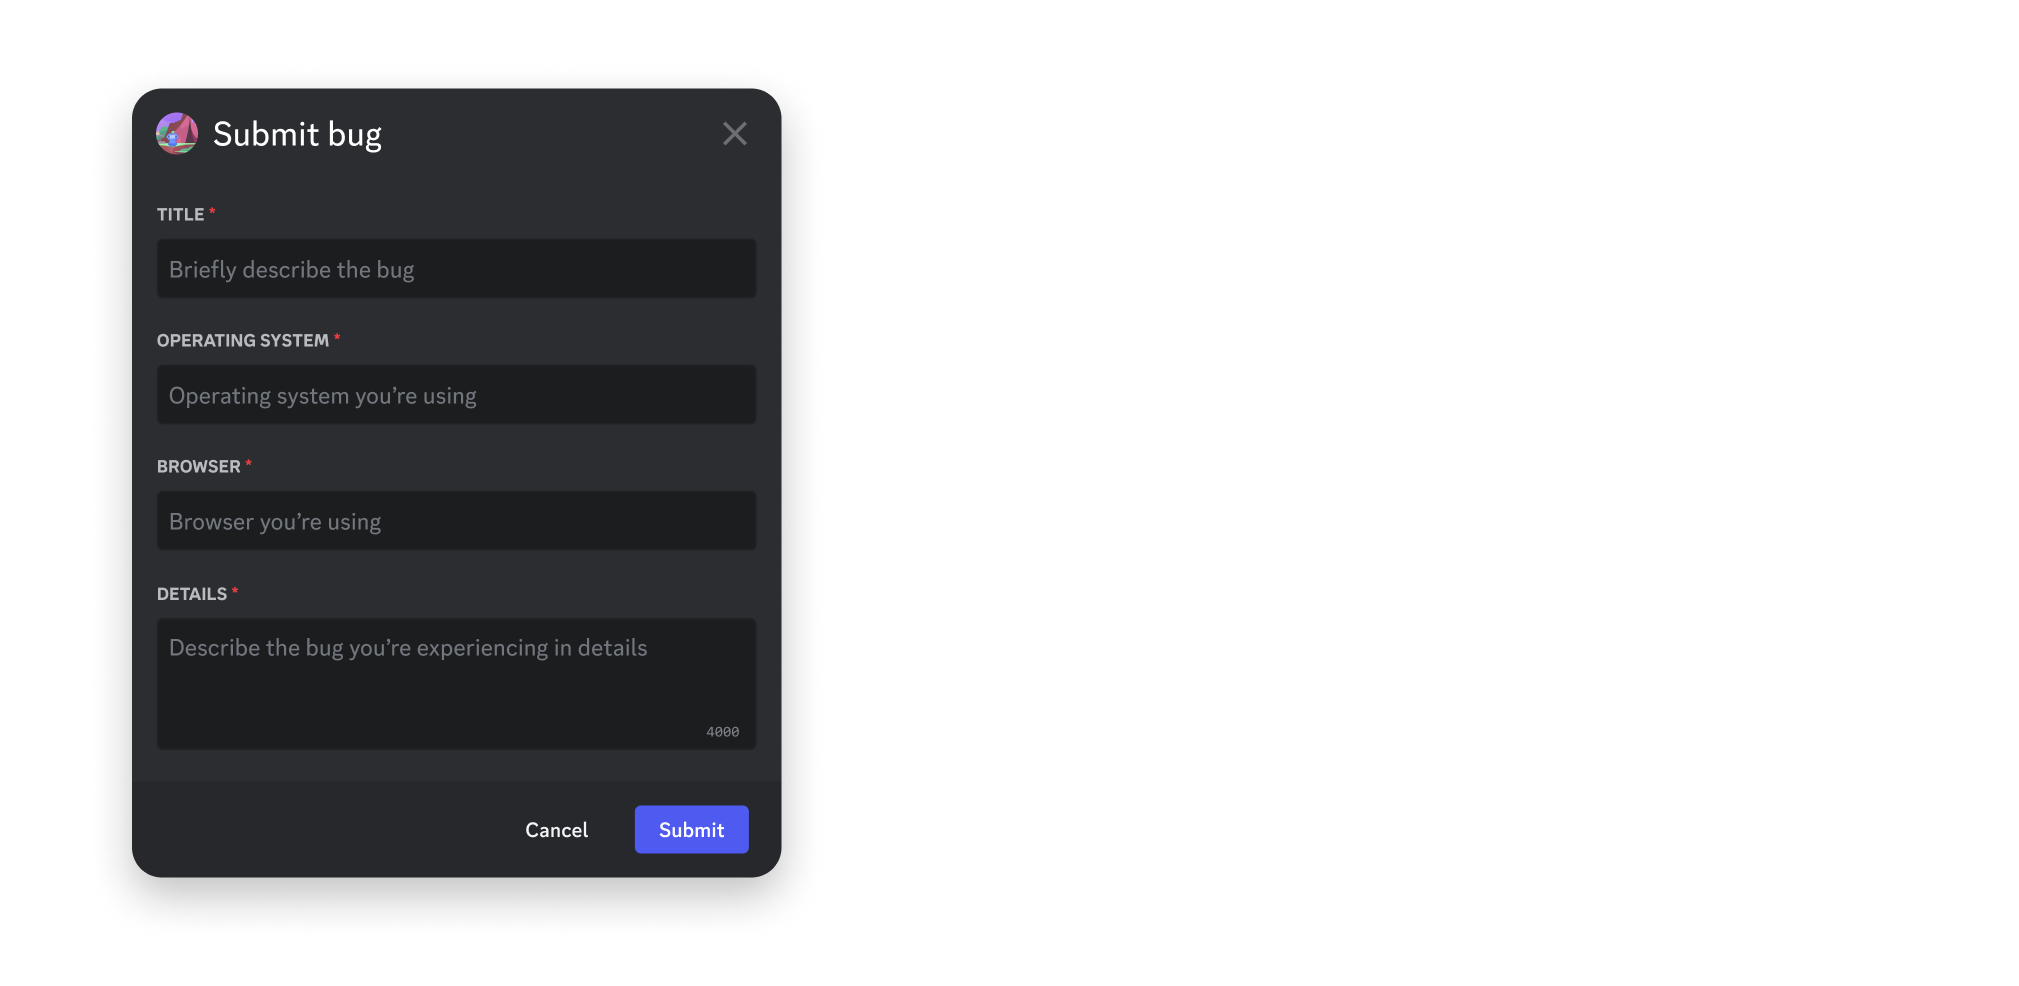 Submit bug
TITLE *
Briefly describe the bug
OPERATING SYSTEM *
Operating system you’re using
BROWSER *
Browser you’re using
DETAILS *
Describe the bug you’re experiencing in details
4000
Cancel
Submit